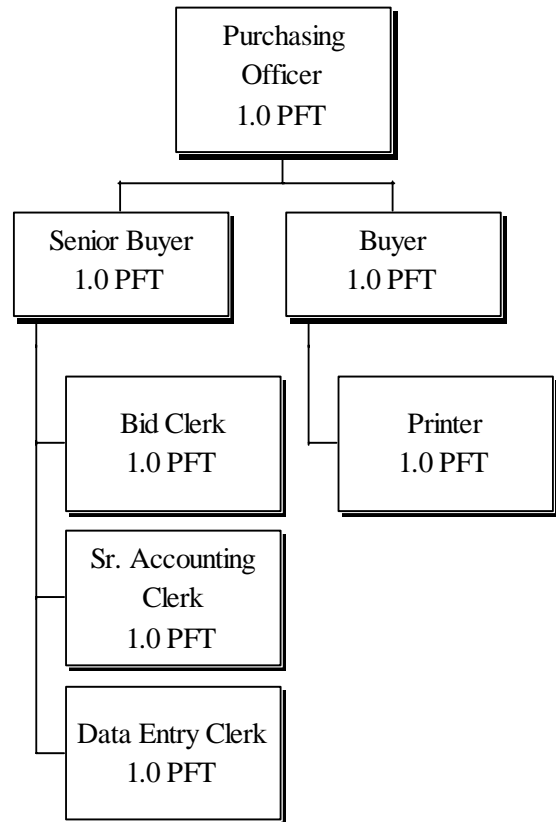 Purchasing
Officer
1.0 PFT
Senior Buyer
1.0 PFT
Buyer
1.0 PFT
Bid Clerk
1.0 PFT
Printer
1.0 PFT
Sr. Accounting
Clerk
1.0 PFT
Data Entry Clerk
1.0 PFT